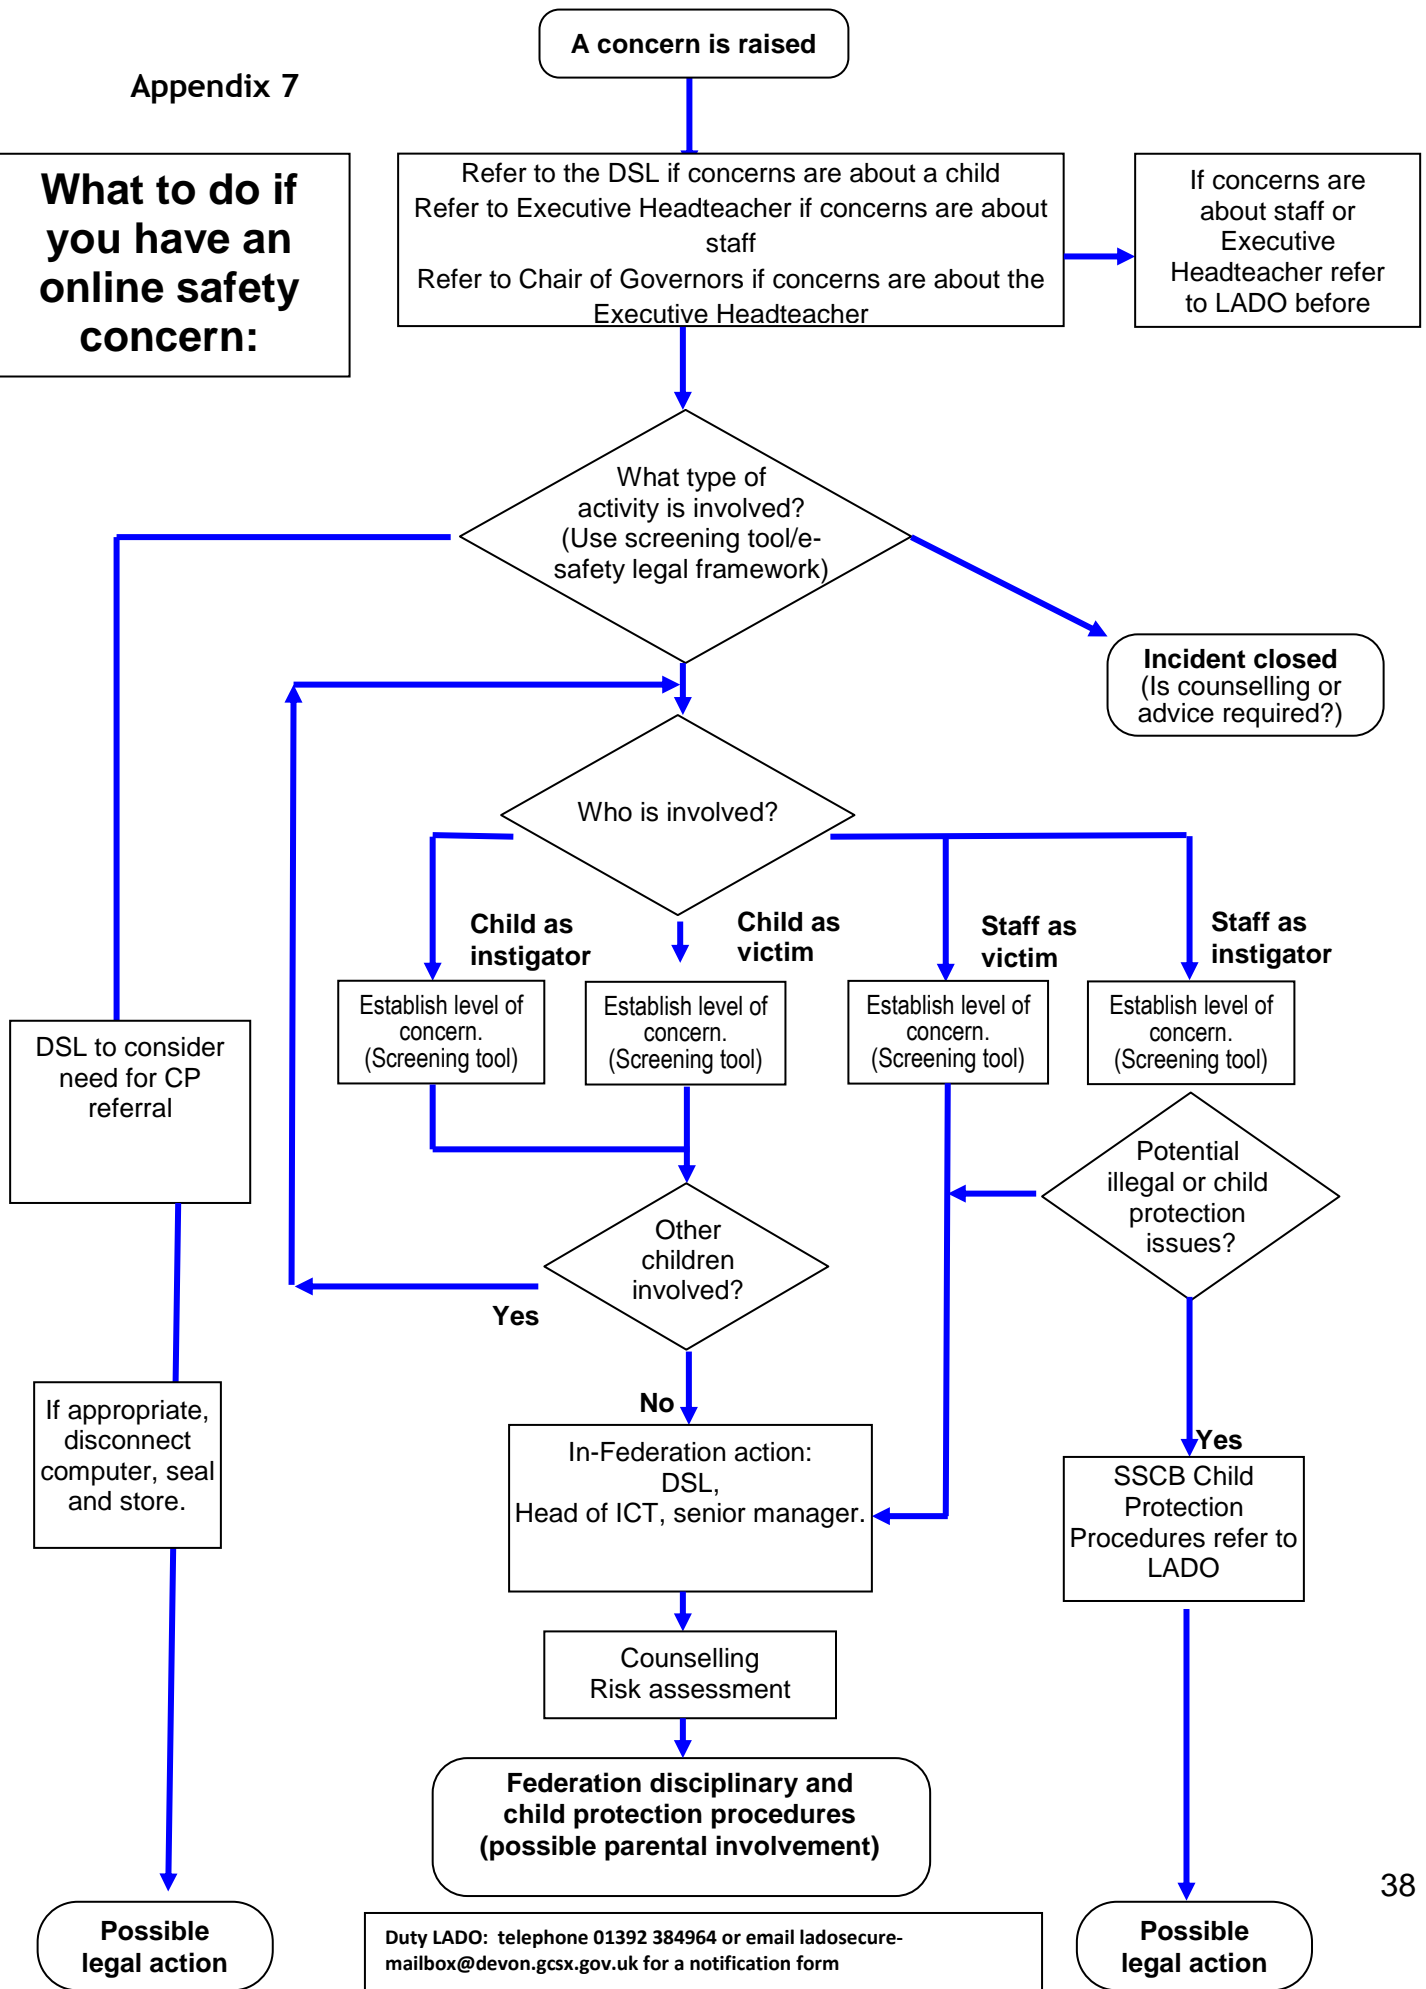 A concern is raised
Appendix 7
What to do if
you have an
online safety
concern:
Refer to the DSL if concerns are about a child
Refer to Executive Headteacher if concerns are about
staff
Refer to Chair of Governors if concerns are about the
Executive Headteacher
If concerns are
about staff or
Executive
Headteacher refer
to LADO before
What type of
activity is involved?
(Use screening tool/e-
safety legal framework)
Incident closed
(Is counselling or
advice required?)
Who is involved?
Child as
instigator
Child as
victim
Staff as
victim
Staff as
instigator
Establish level of
concern.
(Screening tool)
Establish level of
concern.
(Screening tool)
Establish level of
concern.
(Screening tool)
Establish level of
concern.
(Screening tool)
DSL to consider
need for CP
referral
Potential
illegal or child
protection
issues?
Other
children
involved?
Yes
No
If appropriate,
disconnect
computer, seal
and store.
In-Federation action:
DSL,
Head of ICT, senior manager.
Yes
SSCB Child
Protection
Procedures refer to
LADO
Counselling
Risk assessment
Federation disciplinary and
child protection procedures
(possible parental involvement)
38
Possible
legal action
Duty LADO: telephone 01392 384964 or email ladosecure-
mailbox@devon.gcsx.gov.uk for a notification form
Possible
legal action